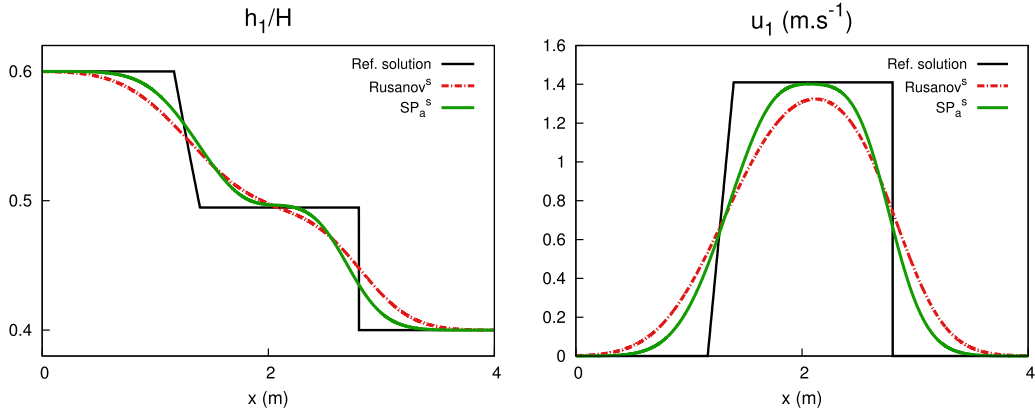 h₁/H
Ref. solution
Rusanovˢ
SPₐˢ
0.6
0.5
0.4
0
2
4
x (m)
u₁ (m.s⁻¹)
Ref. solution
Rusanovˢ
SPₐˢ
1.6
1.4
1.2
1
0.8
0.6
0.4
0.2
0
0
2
4
x (m)